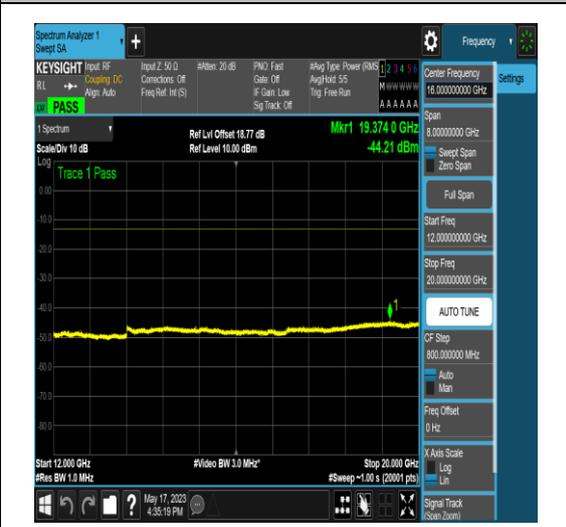 Spectrum Analyzer 1
Swept SA
+
Frequency
KEYSIGHT
RL
PASS
Input: RF
Coupling: DC
Align: Auto
Input Z: 50 Ω
Corrections: Off
Freq Ref: Int (S)
#Atten: 20 dB
PNO: Fast
Gate: Off
IF Gain: Low
Sig Track: Off
#Avg Type: Power (RMS
Avg|Hold: 5/5
Trig: Free Run
1 2 3 4 5 6
M W W W W W
A A A A A A
Center Frequency
16.000000000 GHz
Settings
Span
8.00000000 GHz
Swept Span
Zero Span
Full Span
Start Freq
12.000000000 GHz
Stop Freq
20.000000000 GHz
AUTO TUNE
CF Step
800.000000 MHz
Auto
Man
Freq Offset
0 Hz
X Axis Scale
Log
Lin
Signal Track
(Span Zoom)
1 Spectrum
Scale/Div 10 dB
Ref Lvl Offset 18.77 dB
Ref Level 10.00 dBm
Mkr1 19.374 0 GHz
-44.21 dBm
Log
Trace 1 Pass
0.00
-10.0
-20.0
-30.0
-40.0
-50.0
-60.0
-70.0
-80.0
1
Start 12.000 GHz
#Res BW 1.0 MHz
#Video BW 3.0 MHz*
Stop 20.000 GHz
#Sweep ~1.00 s (20001 pts)
?
May 17, 2023
4:35:19 PM